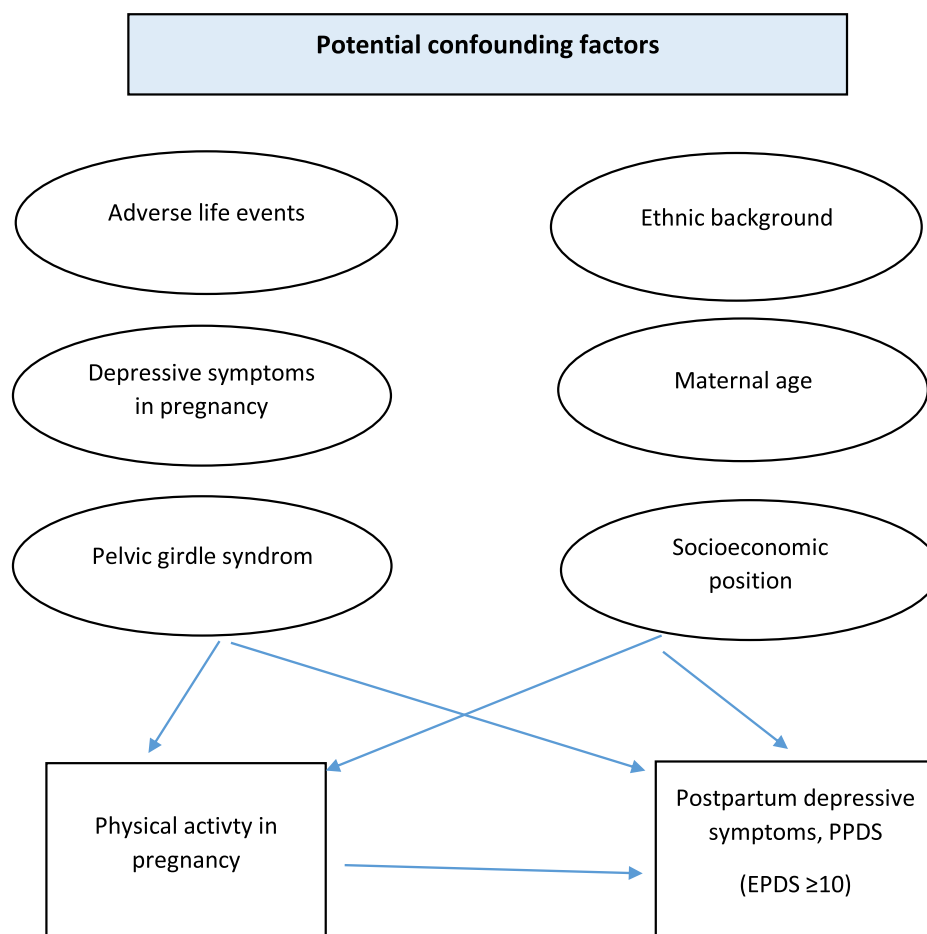 Potential confounding factors
Adverse life events
Ethnic background
Depressive symptoms
in pregnancy
Maternal age
Pelvic girdle syndrom
Socioeconomic
position
Physical activty in
pregnancy
Postpartum depressive
symptoms, PPDS
(EPDS ≥10)